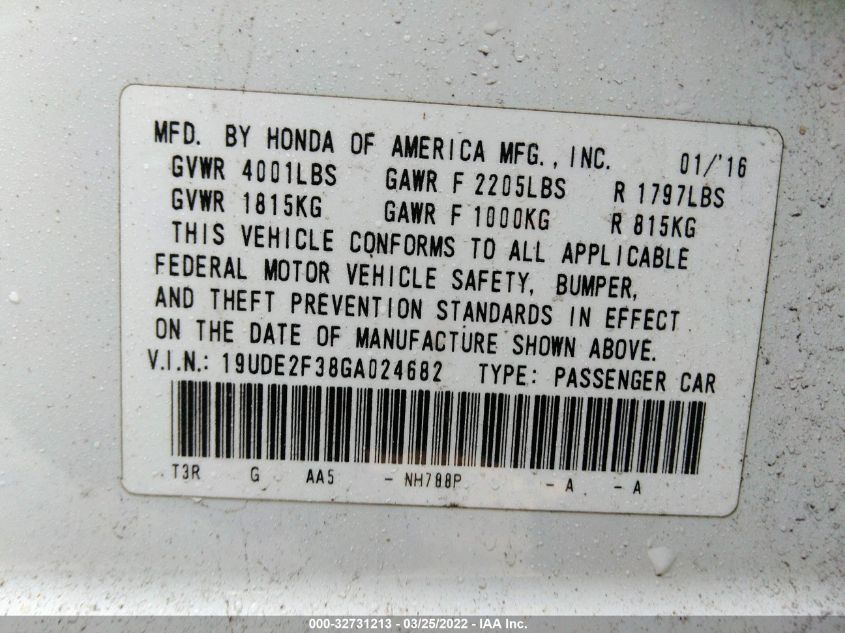 MFD. BY HONDA OF AMERICA MFG., INC. 01/'16
GVWR 4001LBS GAWR F 2205LBS R 1797LBS
GVWR 1815KG GAWR F 1000KG R 815KG
THIS VEHICLE CONFORMS TO ALL APPLICABLE
FEDERAL MOTOR VEHICLE SAFETY, BUMPER,
AND THEFT PREVENTION STANDARDS IN EFFECT
ON THE DATE OF MANUFACTURE SHOWN ABOVE.
V.I.N.: 19UDE2F38GA024682 TYPE: PASSENGER CAR
T3R G AA5 - NH788P - A - A
000-32731213 - 03/25/2022 - IAA Inc.